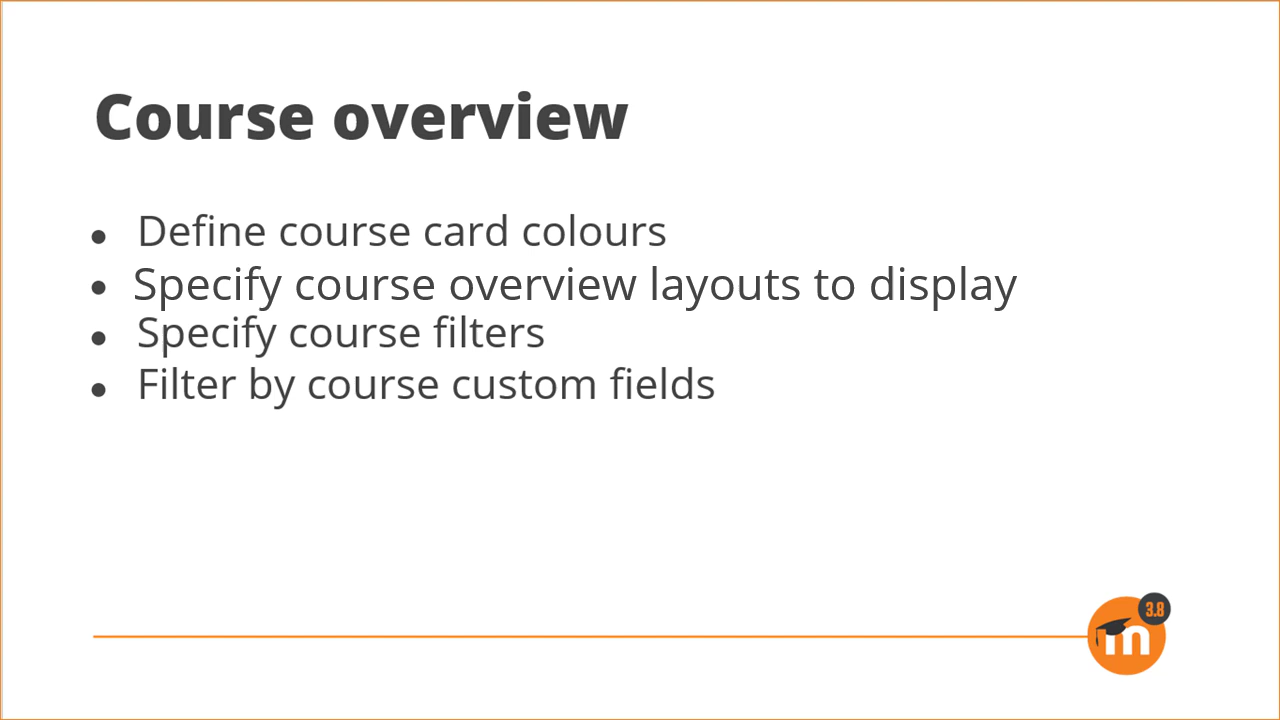 Course overview
● Define course card colours
● Specify course overview layouts to display
● Specify course filters
● Filter by course custom fields
3.8
m